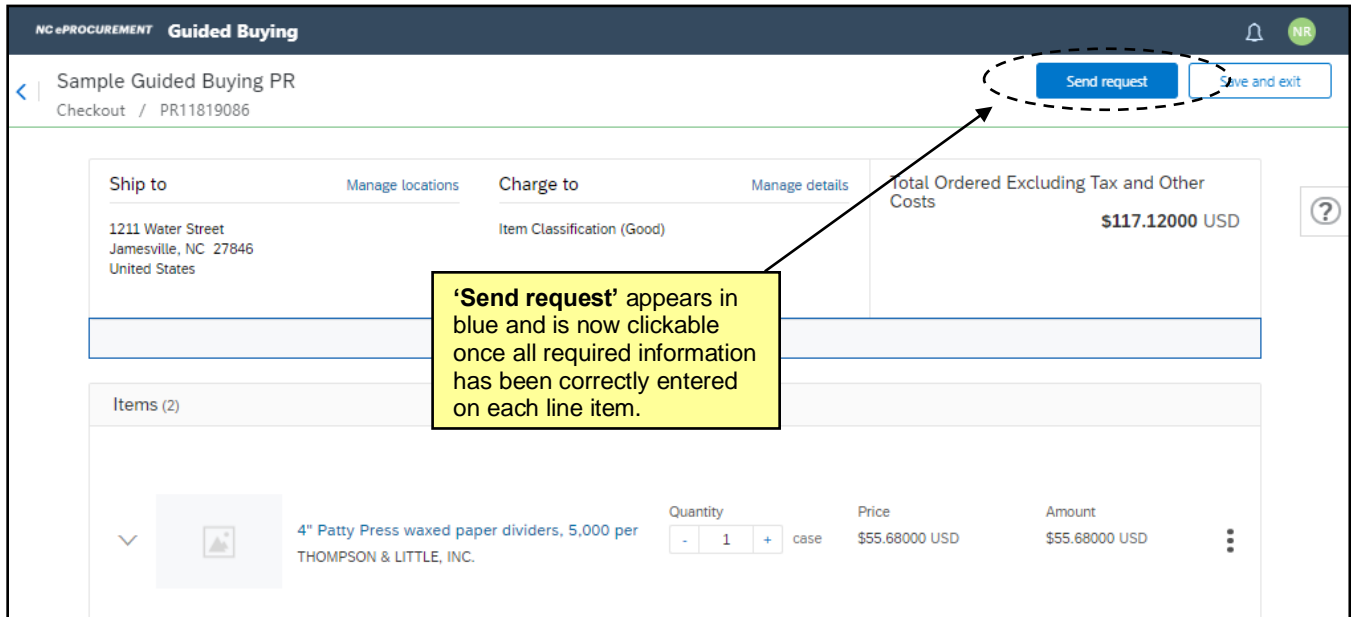 NC ePROCUREMENT Guided Buying
NR
Sample Guided Buying PR
Checkout / PR11819086
Send request
Save and exit
Ship to
Manage locations
1211 Water Street
Jamesville, NC 27846
United States
Charge to
Manage details
Item Classification (Good)
Total Ordered Excluding Tax and Other
Costs
$117.12000 USD
?
‘Send request’ appears in
blue and is now clickable
once all required information
has been correctly entered
on each line item.
Items (2)
4" Patty Press waxed paper dividers, 5,000 per
THOMPSON & LITTLE, INC.
Quantity
- 1 + case
Price
$55.68000 USD
Amount
$55.68000 USD